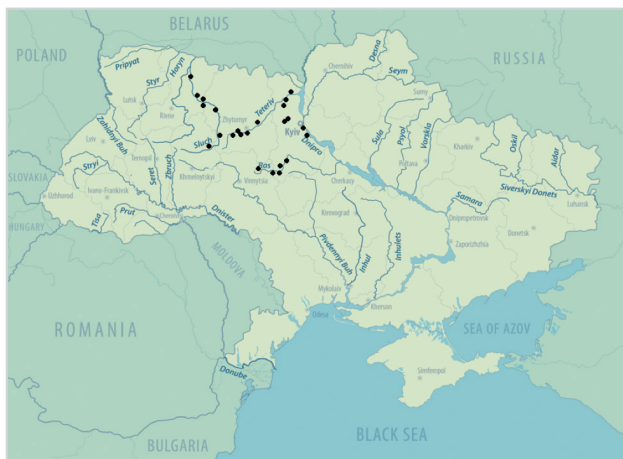 BELARUS
POLAND
RUSSIA
Pripyat
Styr
Horyn
Desna
Seym
Chernihiv
Lutsk
Rivne
Sumy
Zhytomyr
Teteriv
Kyiv
Sluch
Dnipro
Sula
Psyol
Vorskla
Lviv
Zahidnyi Buh
Ternopil
Poltava
Kharkiv
Oskil
Aidar
Stryi
Seret
Zbruch
Khmelnytskyi
Vinnytsia
Ros
Cherkasy
Siverskyi Donets
SLOVAKIA
Uzhhorod
Ivano-Frankivsk
Luhansk
Samara
Dnipropetrovsk
Donetsk
HUNGARY
Tisa
Prut
Chernivtsi
Dnister
Kirovograd
Zaporizhzhia
Pivdennyi Buh
Inhul
Inhulets
MOLDOVA
Mykolaiv
Kherson
Odesa
ROMANIA
SEA OF AZOV
Danube
Simferopol
BULGARIA
BLACK SEA